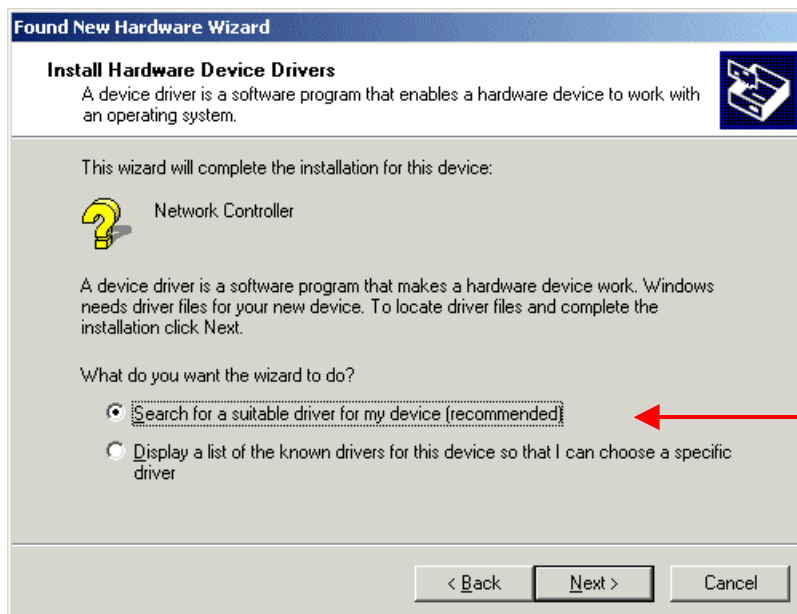 Found New Hardware Wizard
Install Hardware Device Drivers
A device driver is a software program that enables a hardware device to work with
an operating system.
This wizard will complete the installation for this device:
Network Controller
A device driver is a software program that makes a hardware device work. Windows
needs driver files for your new device. To locate driver files and complete the
installation click Next.
What do you want the wizard to do?
Search for a suitable driver for my device (recommended)
Display a list of the known drivers for this device so that I can choose a specific
driver
< Back Next > Cancel